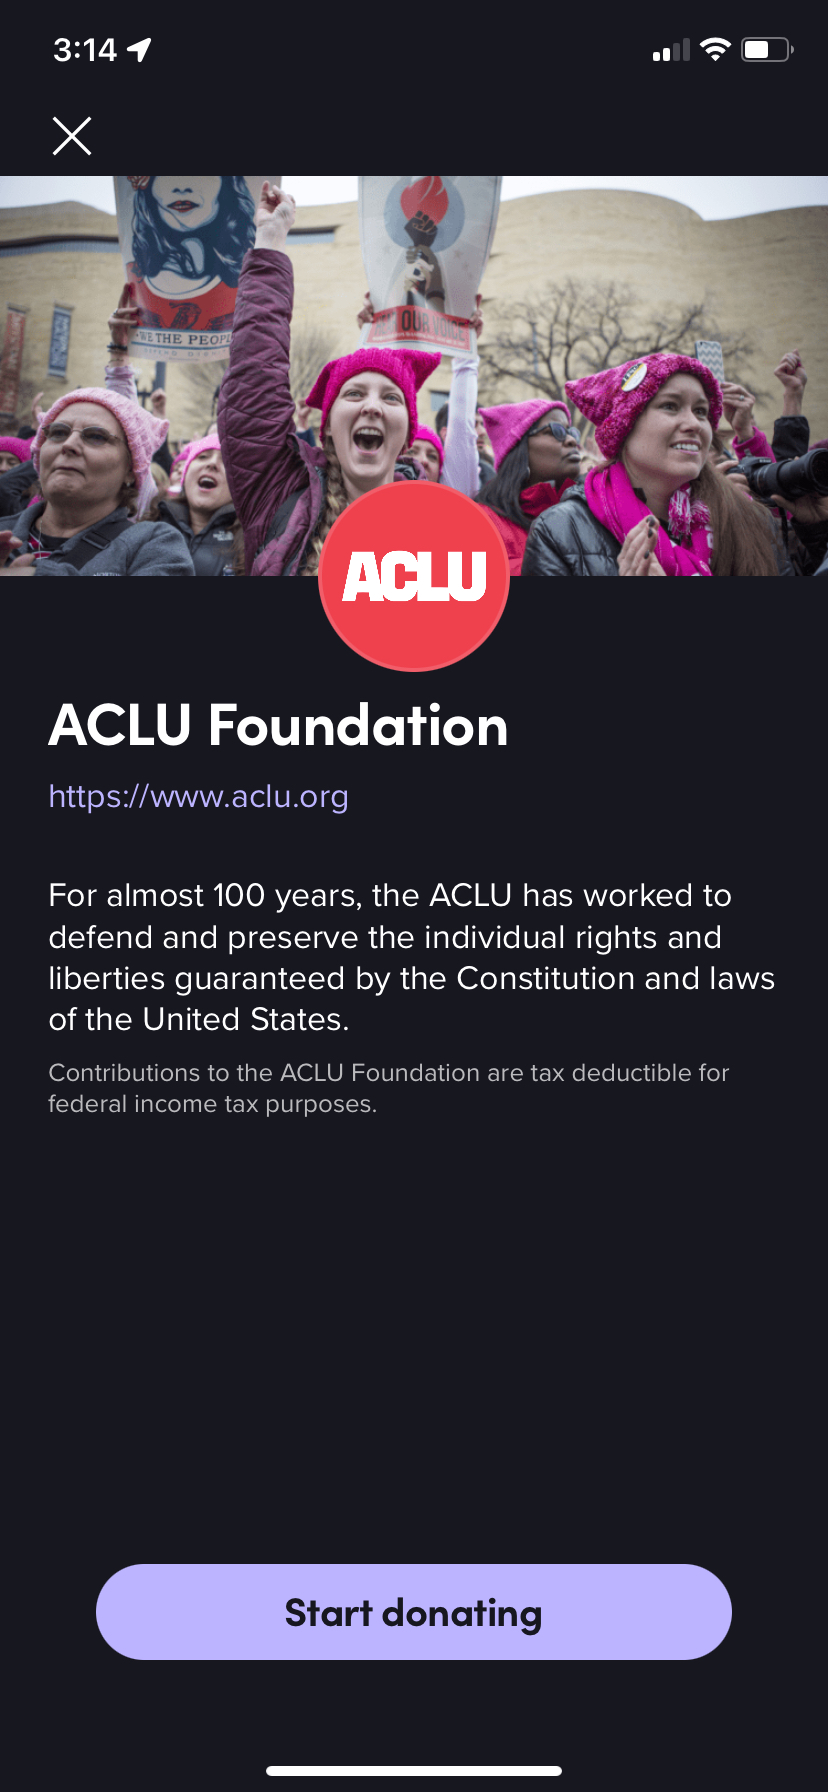 3:14
WE THE PEOPL
OUR VOICE
ACLU
ACLU Foundation
https://www.aclu.org
For almost 100 years, the ACLU has worked to
defend and preserve the individual rights and
liberties guaranteed by the Constitution and laws
of the United States.
Contributions to the ACLU Foundation are tax deductible for
federal income tax purposes.
Start donating